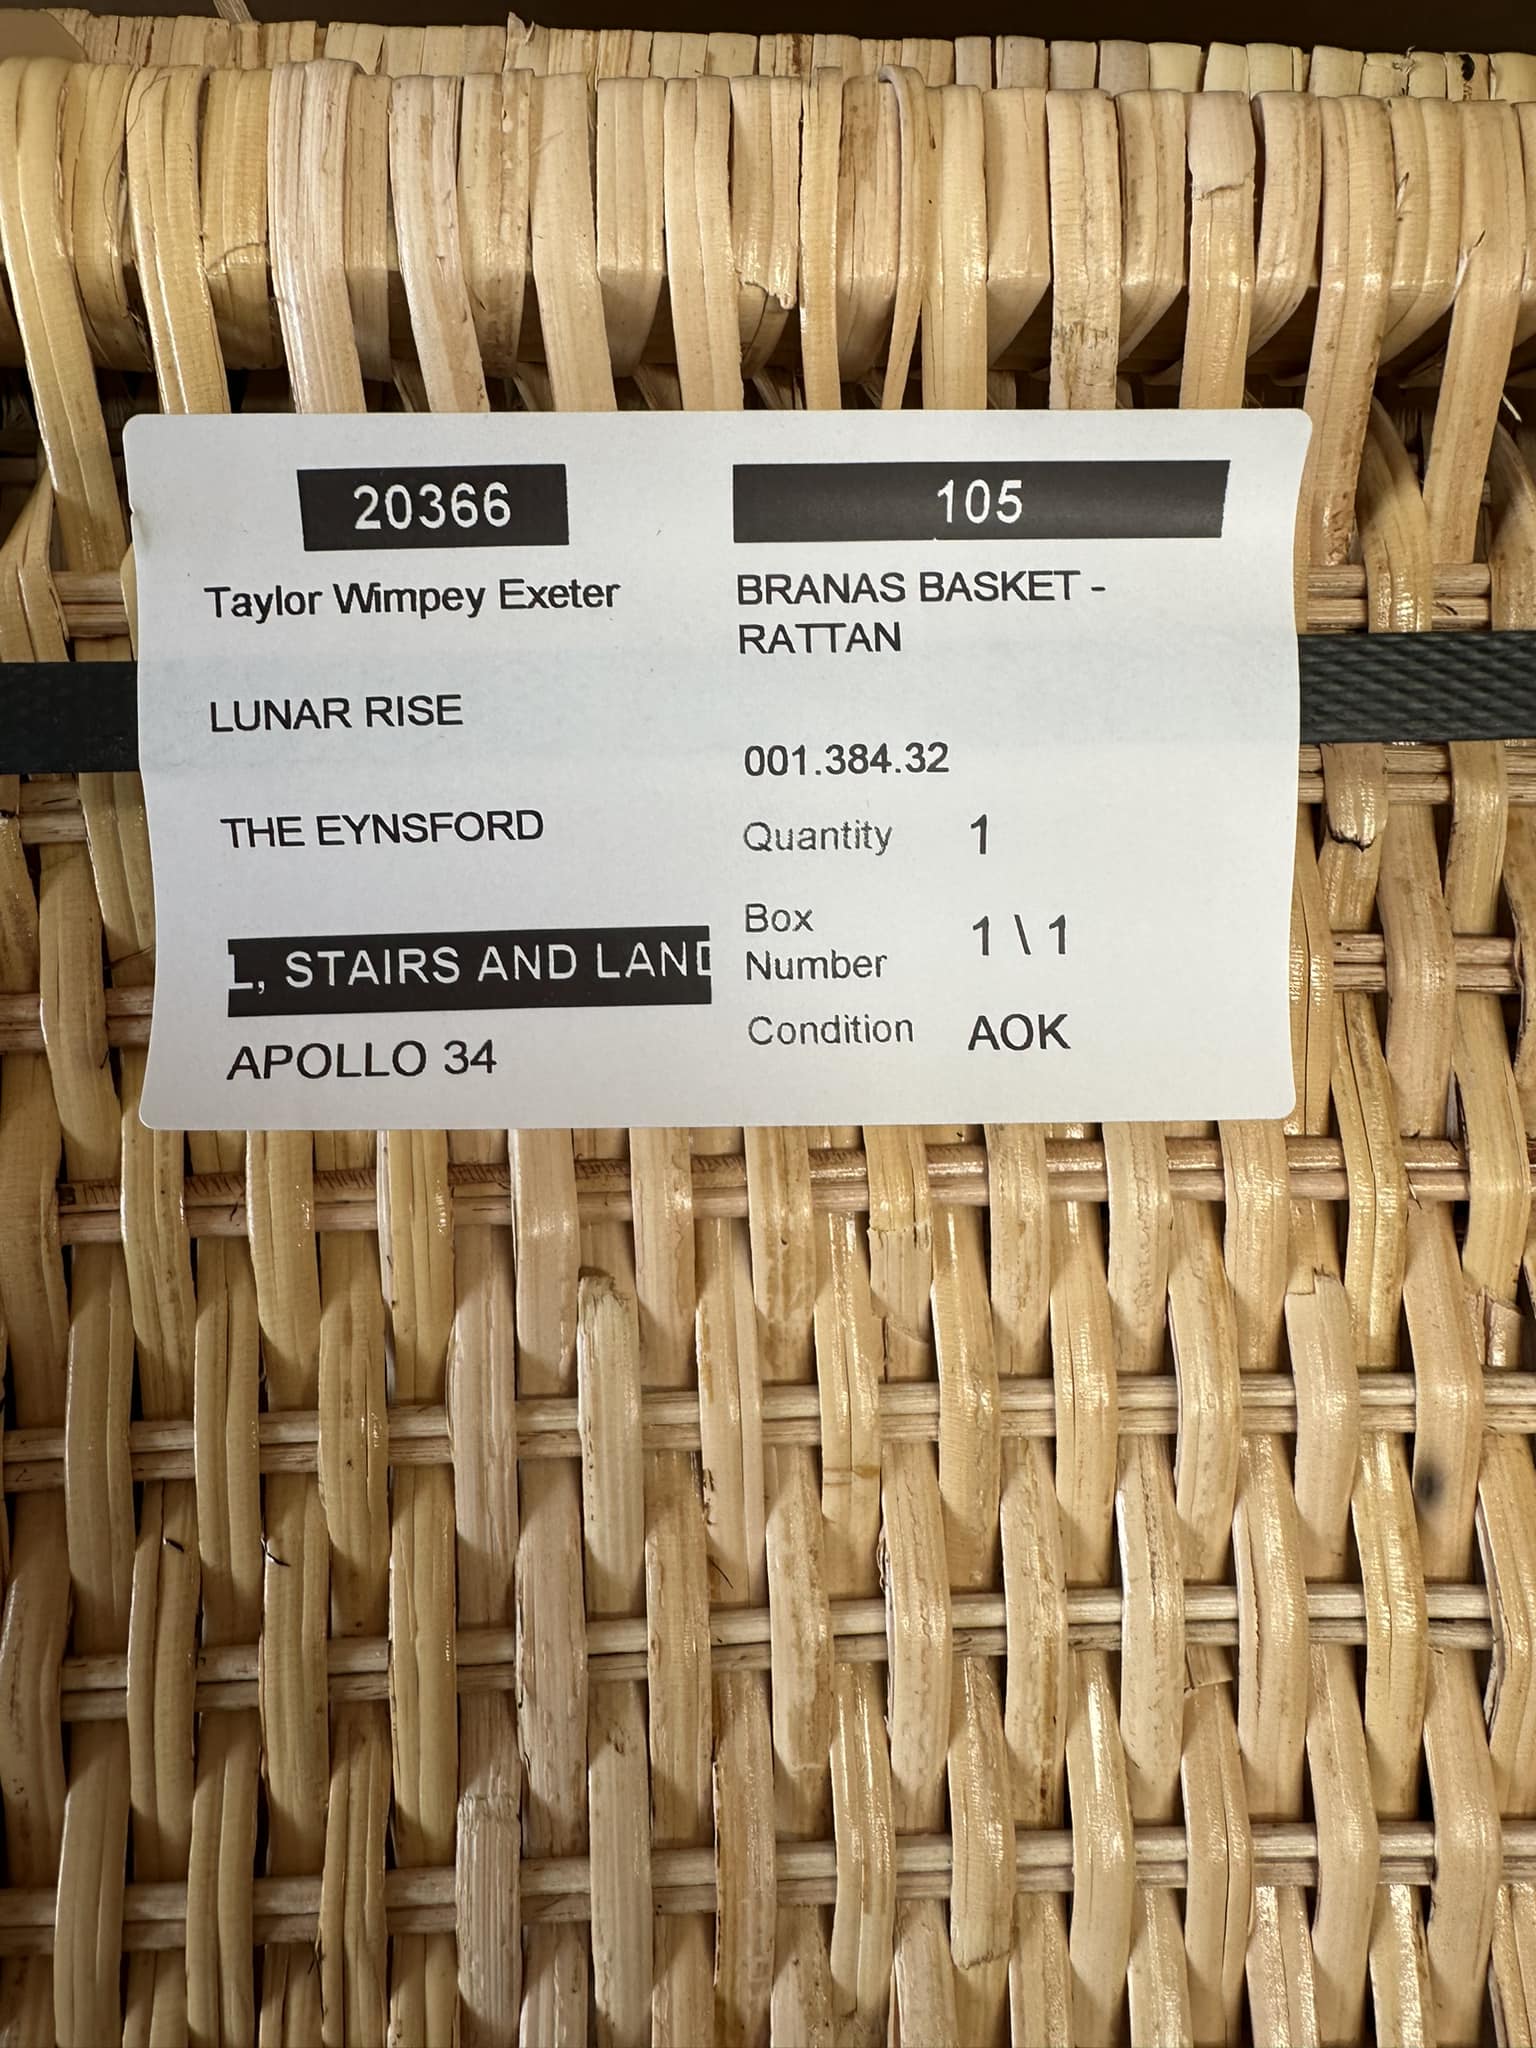 20366
Taylor Wimpey Exeter
LUNAR RISE
THE EYNSFORD
L, STAIRS AND LAND
APOLLO 34
105
BRANAS BASKET -
RATTAN
001.384.32
Quantity 1
Box
Number 1 \ 1
Condition AOK